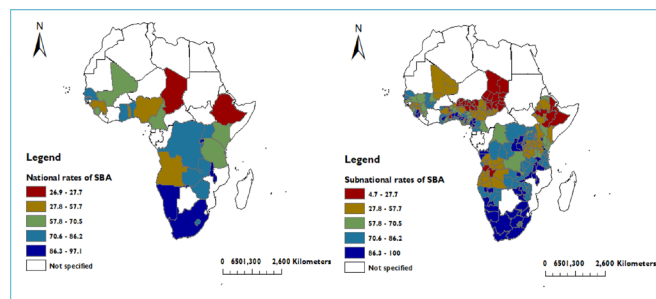 N
Legend
National rates of SBA
26.9 - 27.7
27.8 - 57.7
57.8 - 70.5
70.6 - 86.2
86.3 - 97.1
Not specified
0 6501,300 2,600 Kilometers
N
Legend
Subnational rates of SBA
4.7 - 27.7
27.8 - 57.7
57.8 - 70.5
70.6 - 86.2
86.3 - 100
Not specified
0 6501,300 2,600 Kilometers